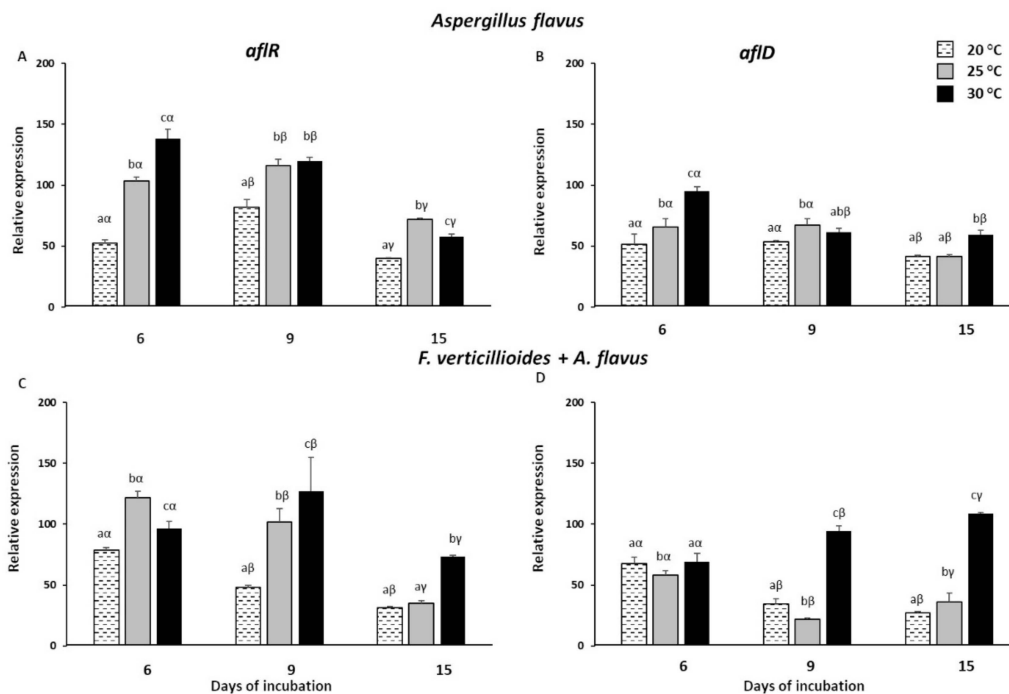 Aspergillus flavus
A
aflR
B
aflD
20 °C
25 °C
30 °C
Relative expression
200
150
100
50
0
aα
bα
cα
aβ
bβ
bβ
aγ
bγ
cγ
6
9
15
Relative expression
200
150
100
50
0
aα
bα
cα
aα
bα
abβ
aβ
aβ
bβ
6
9
15
F. verticillioides + A. flavus
C
Relative expression
200
150
100
50
0
aα
bα
cα
aβ
bβ
cβ
aβ
aγ
bγ
6
9
15
Days of incubation
D
Relative expression
200
150
100
50
0
aα
bα
aα
aβ
bβ
cβ
aβ
bγ
cγ
6
9
15
Days of incubation